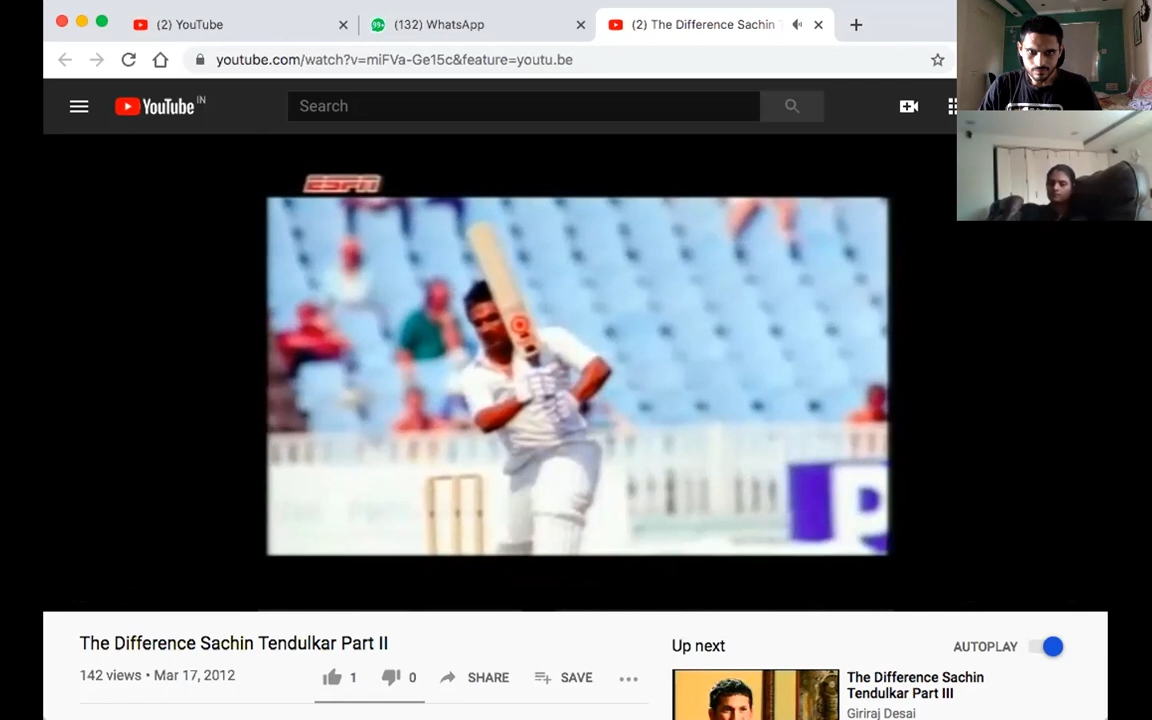 (2) YouTube
99+ (132) WhatsApp
(2) The Difference Sachin
youtube.com/watch?v=miFVa-Ge15c&feature=youtu.be
YouTube IN
Search
ESPN
The Difference Sachin Tendulkar Part II
142 views • Mar 17, 2012
1 0 SHARE SAVE
Up next
AUTOPLAY
The Difference Sachin
Tendulkar Part III
Giriraj Desai